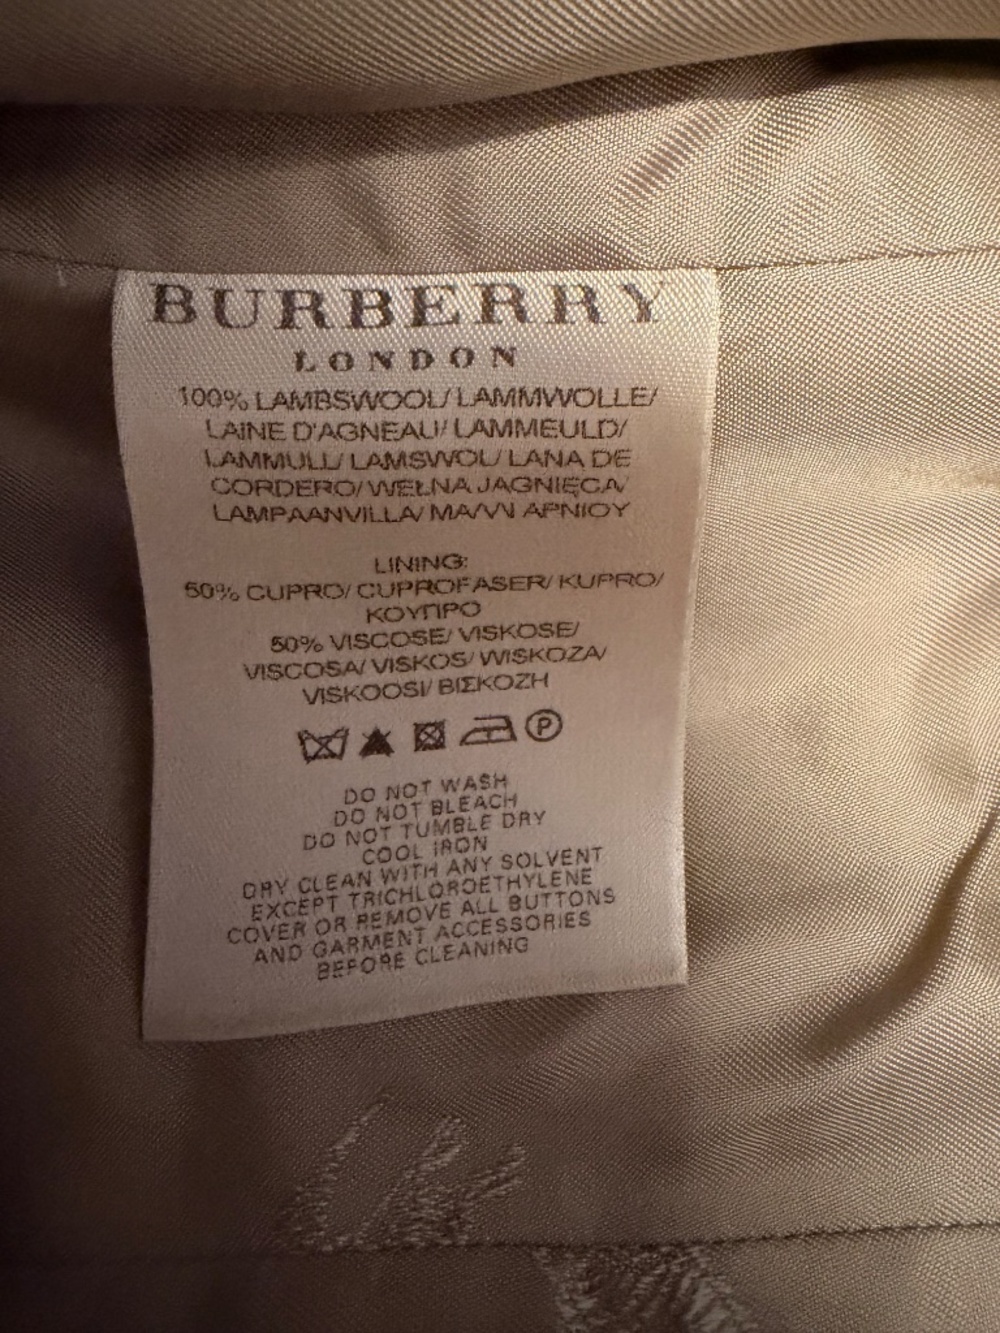 BURBERRY
LONDON
100% LAMBSWOOL/ LAMMWOLLE/
LAINE D'AGNEAU/ LAMMEULD/
LAMMULL/ LAMSWOL/ LANA DE
CORDERO/ WEŁNA JAGNIĘCA/
LAMPAANVILLA/ ΜΑΛΛΙ ΑΡΝΙΟΥ
LINING:
50% CUPRO/ CUPROFASER/ KUPRO/
ΚΟΥΠΡΟ
50% VISCOSE/ VISKOSE/
VISCOSA/ VISKOS/ WISKOZA/
VISKOOSI/ ΒΙΣΚΟΖΗ
P
DO NOT WASH
DO NOT BLEACH
DO NOT TUMBLE DRY
COOL IRON
DRY CLEAN WITH ANY SOLVENT
EXCEPT TRICHLOROETHYLENE
COVER OR REMOVE ALL BUTTONS
AND GARMENT ACCESSORIES
BEFORE CLEANING